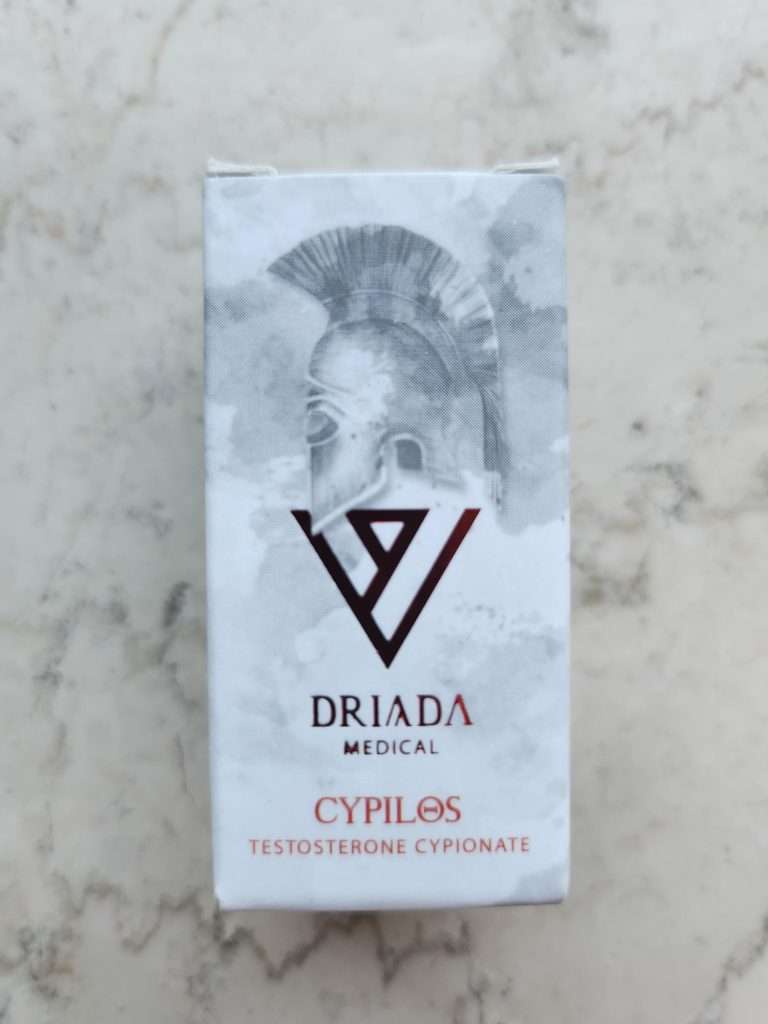 DRIADA
MEDICAL
CYPILOS
TESTOSTERONE CYPIONATE